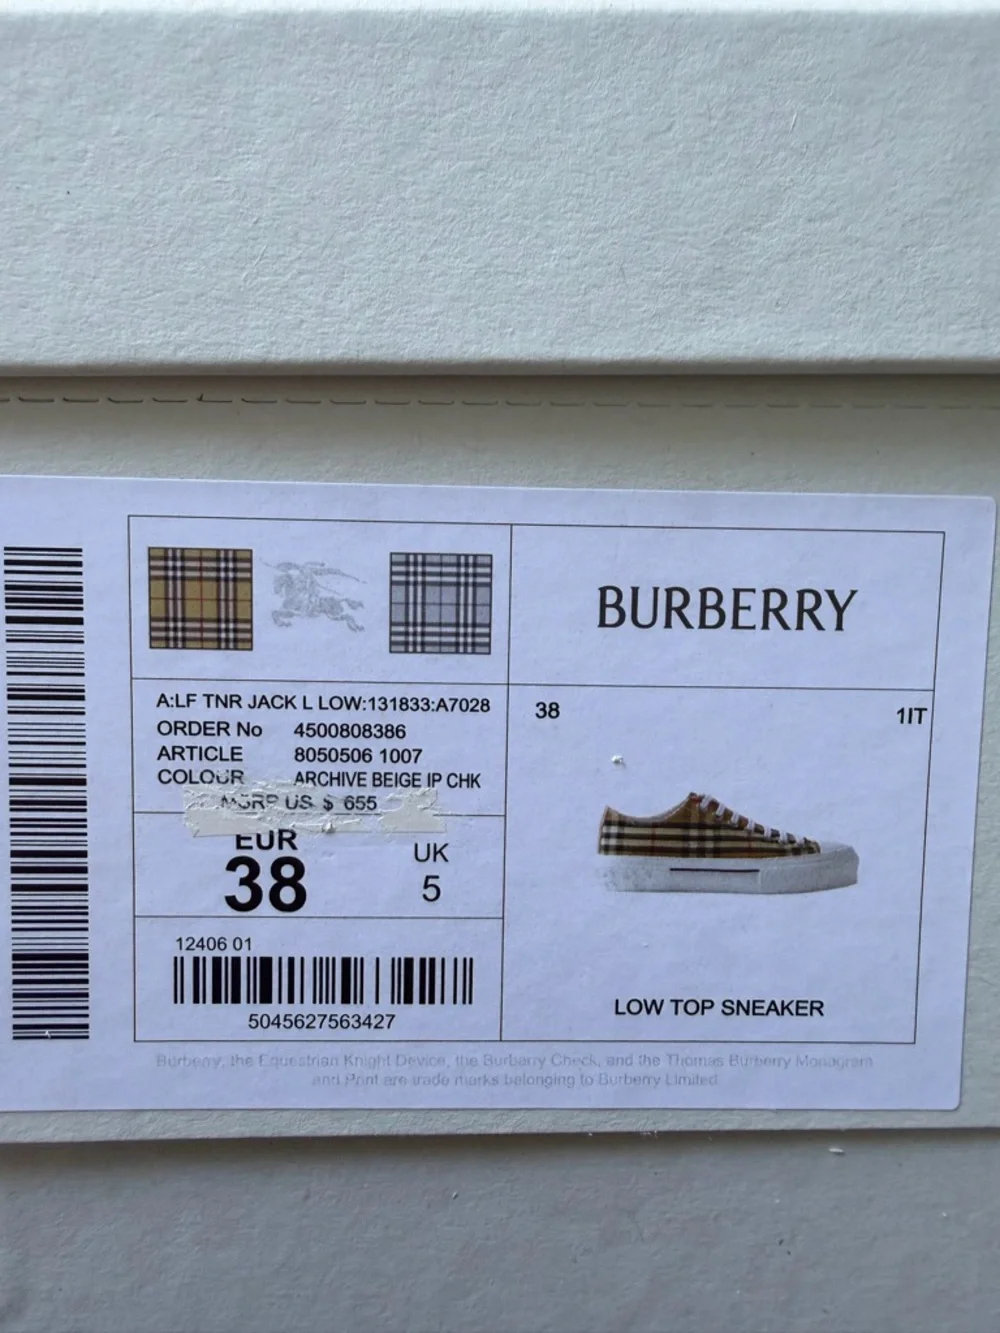 BURBERRY
A:LF TNR JACK L LOW:131833:A7028
ORDER No 4500808386
ARTICLE 8050506 1007
COLOUR ARCHIVE BEIGE IP CHK
MSRP US $ 655
EUR
38
UK
5
12406 01
5045627563427
38
1IT
LOW TOP SNEAKER
Burberry, the Equestrian Knight Device, the Burberry Check, and the Thomas Burberry Monogram
and Print are trade marks belonging to Burberry Limited